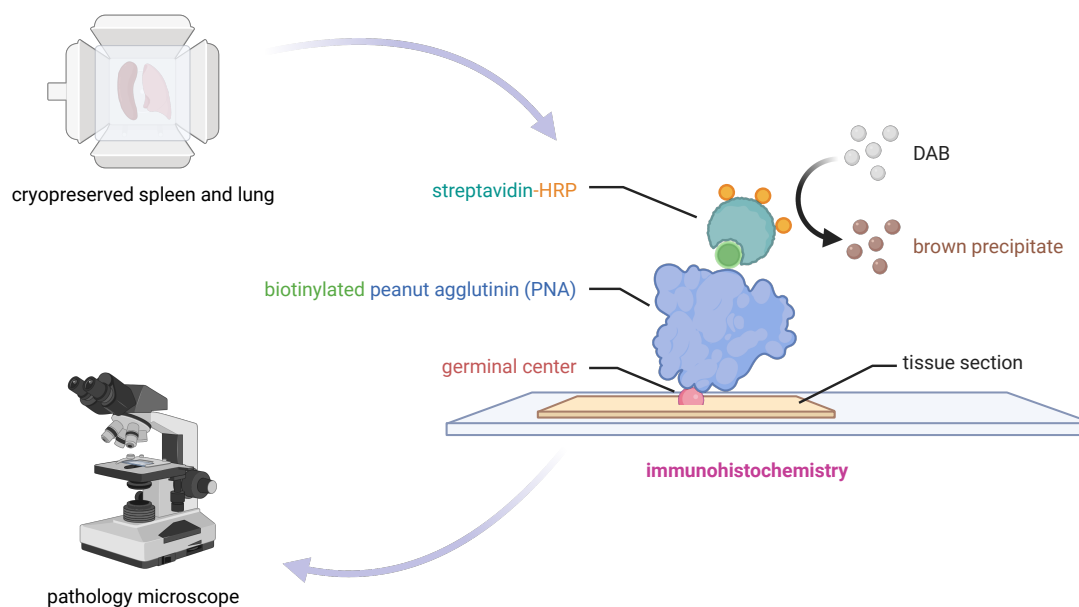 cryopreserved spleen and lung
DAB
streptavidin-HRP
brown precipitate
biotinylated peanut agglutinin (PNA)
germinal center
tissue section
immunohistochemistry
pathology microscope